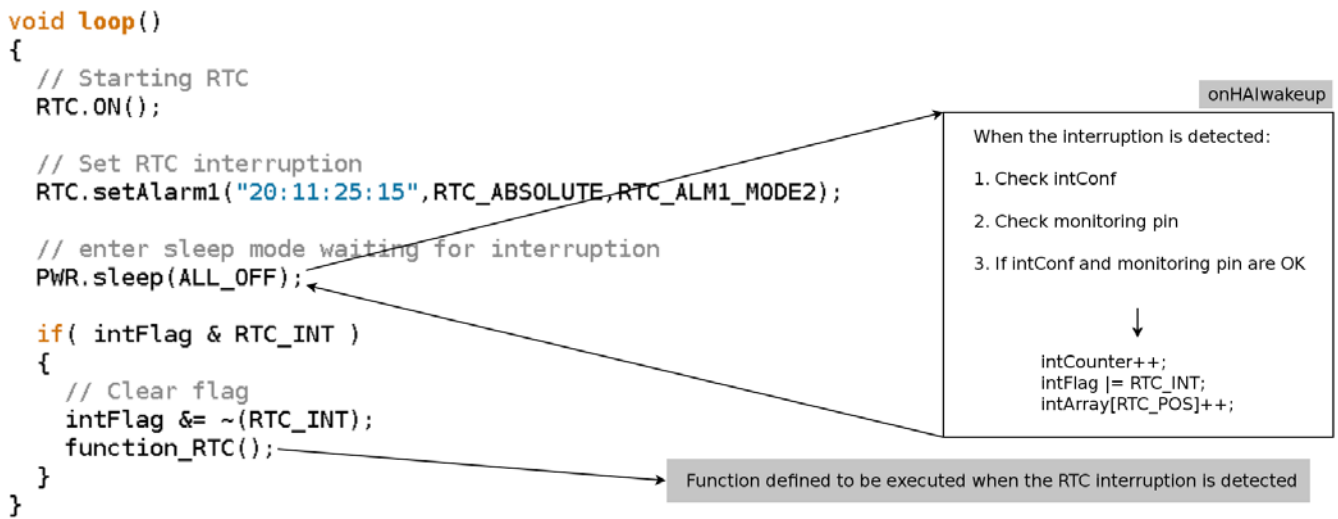 void loop()
{
// Starting RTC
RTC.ON();
// Set RTC interruption
RTC.setAlarm1("20:11:25:15",RTC_ABSOLUTE,RTC_ALM1_MODE2);
// enter sleep mode waiting for interruption
PWR.sleep(ALL_OFF);
if( intFlag & RTC_INT )
{
// Clear flag
intFlag &= ~(RTC_INT);
function_RTC();
}
}
onHAIwakeup
When the interruption is detected:
1. Check intConf
2. Check monitoring pin
3. If intConf and monitoring pin are OK
intCounter++;
intFlag |= RTC_INT;
intArray[RTC_POS]++;
Function defined to be executed when the RTC interruption is detected